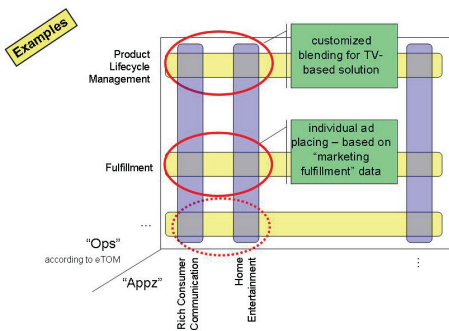 Examples
Product
Lifecycle
Management
customized
blending for TV-
based solution
Fulfillment
individual ad
placing – based on
“marketing
fulfillment” data
...
“Ops”
according to eTOM
“Appz”
Rich Consumer
Communication
Home
Entertainment
...